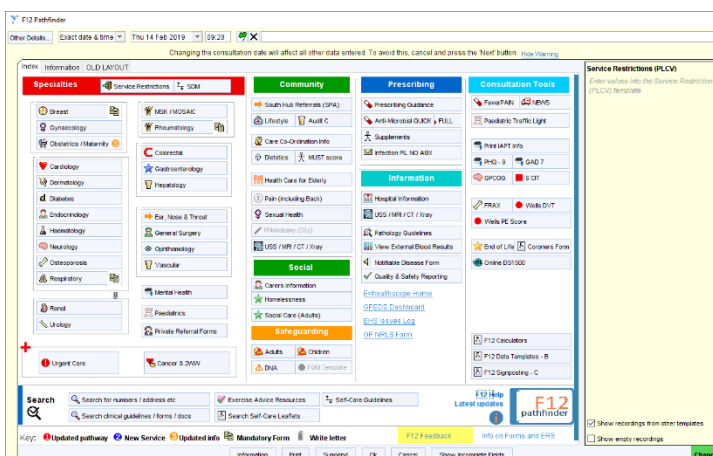 F12 Pathfinder
Other Details... Exact date & time Thu 14 Feb 2019 09:28
Changing the consultation date will affect all other data entered. To avoid this, cancel and press the 'Next' button Hide Warning
Index Information OLD LAYOUT
Specialties
Service Restrictions SDM
Breast
Gynaecology
Obstetrics / Maternity
Cardiology
Dermatology
Diabetes
Endocrinology
Haematology
Neurology
Osteoporosis
Respiratory
Renal
Urology
Urgent Care
MSK / MOSAIC
Rheumatology
Colorectal
Gastroenterology
Hepatology
Ear, Nose & Throat
General Surgery
Ophthamology
Vascular
Mental Health
Paediatrics
Private Referral Forms
Cancer & 2WW
Community
South Hub Referrals (SPA)
Lifestyle Audit C
Care Co-Ordination Info
Dietetics MUST score
Health Care for Elderly
Pain (including Back)
Sexual Health
Phlebotomy (City)
USS / MRI / CT / Xray
Social
Carers Information
Homelessness
Social Care (Adults)
Safeguarding
Adults Children
DNA FGM Template
Prescribing
Prescribing Guidance
Anti-Microbial QUICK FULL
Supplements
Infection PIL NO ABX
Information
Hospital Information
USS / MRI / CT / Xray
Pathology Guidelines
View External Blood Results
Notifiable Disease Form
Quality & Safety Reporting
E=healthscope Home
GPEDS Dashboard
EHS Issues Log
GP NRLS Form
Consultation Tools
FeverPAIN NEWS
Paediatric Traffic Light
Print IAPT info
PHQ - 9 GAD 7
GPCOG 6 CIT
FRAX Wells DVT
Wells PE Score
End of Life Coroners Form
Online DS1500
F12 Calculators
F12 Data Templates - B
F12 Signposting - C
Service Restrictions (PLCV)
Enter values into the Service Restriction
(PLCV) template
Show recordings from other templates
Show empty recordings
Search
Search for numbers / address etc
Exercise Advice Resources
Self-Care Guidelines
Search clinical guidelines / forms / docs
Search Self-Care Leaflets
F12 Help
Latest updates
F12
pathfinder
Key: Updated pathway New Service Updated info Mandatory Form Write letter
F12 Feedback
Info on Forms and ERS
Information Print Suspend Ok Cancel Show Incomplete Fields